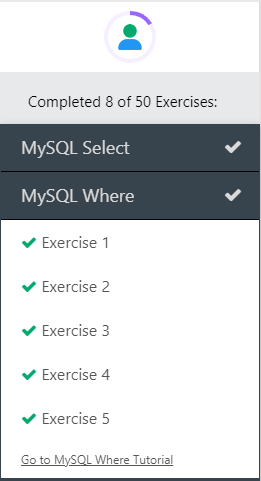 Completed 8 of 50 Exercises:
MySQL Select
MySQL Where
Exercise 1
Exercise 2
Exercise 3
Exercise 4
Exercise 5
Go to MySQL Where Tutorial